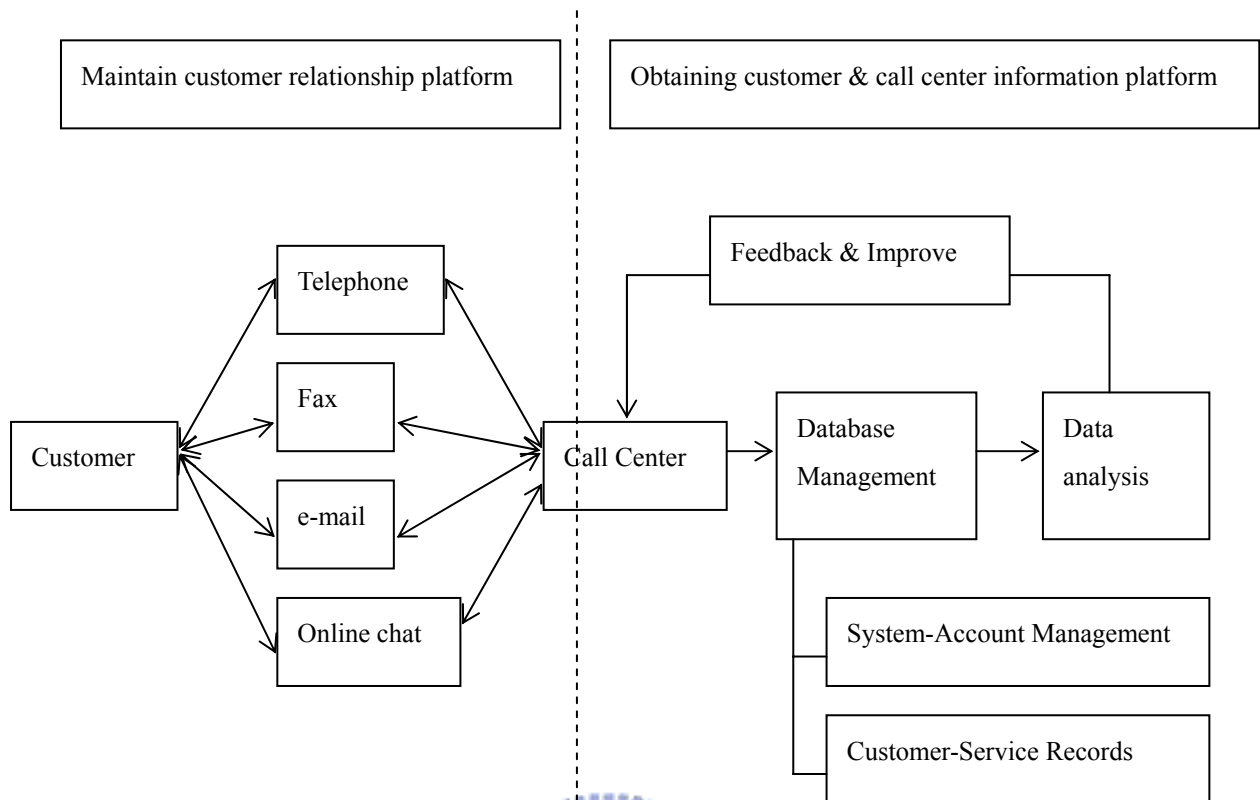 Maintain customer relationship platform
Obtaining customer & call center information platform
Feedback & Improve
Telephone
Fax
Customer
e-mail
Online chat
Call Center
Database
Management
Data
analysis
System-Account Management
Customer-Service Records